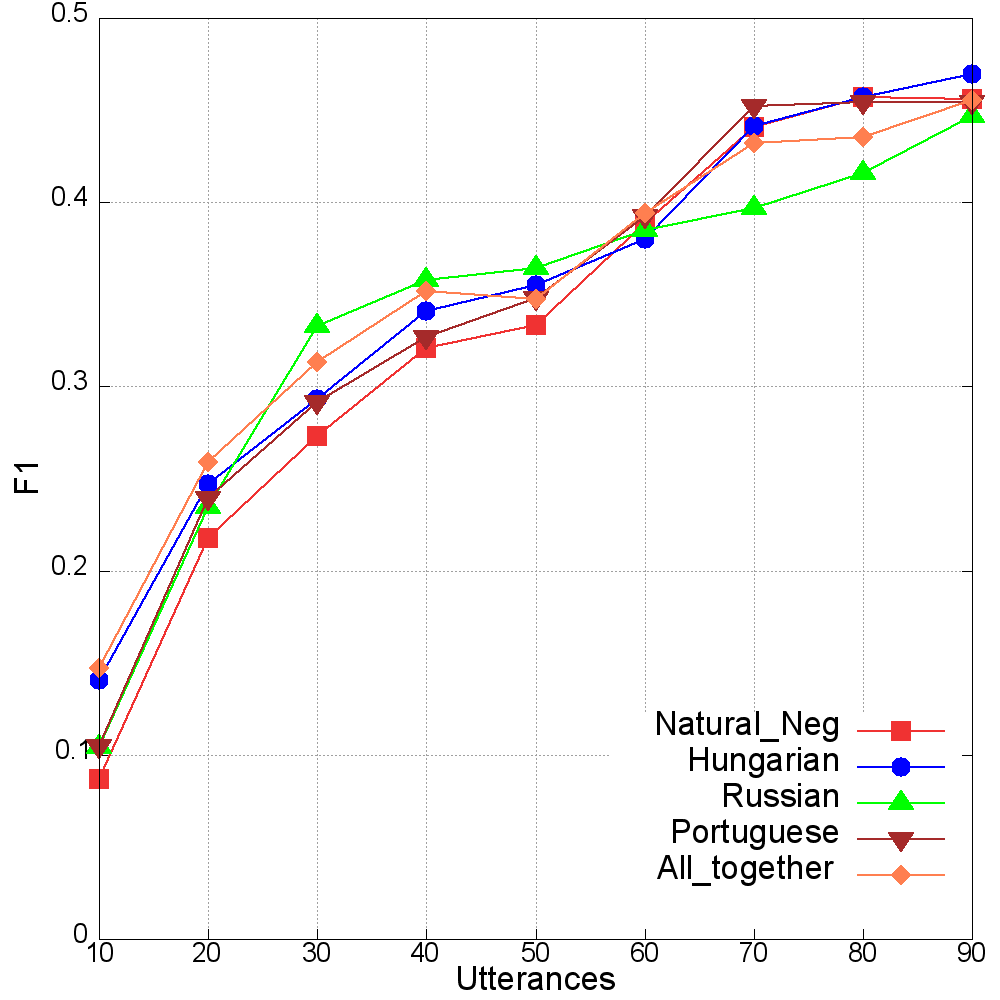 0.5
0.4
0.3
0.2
0.1
0
F1
10 20 30 40 50 60 70 80 90
Utterances
Natural_Neg
Hungarian
Russian
Portuguese
All_together